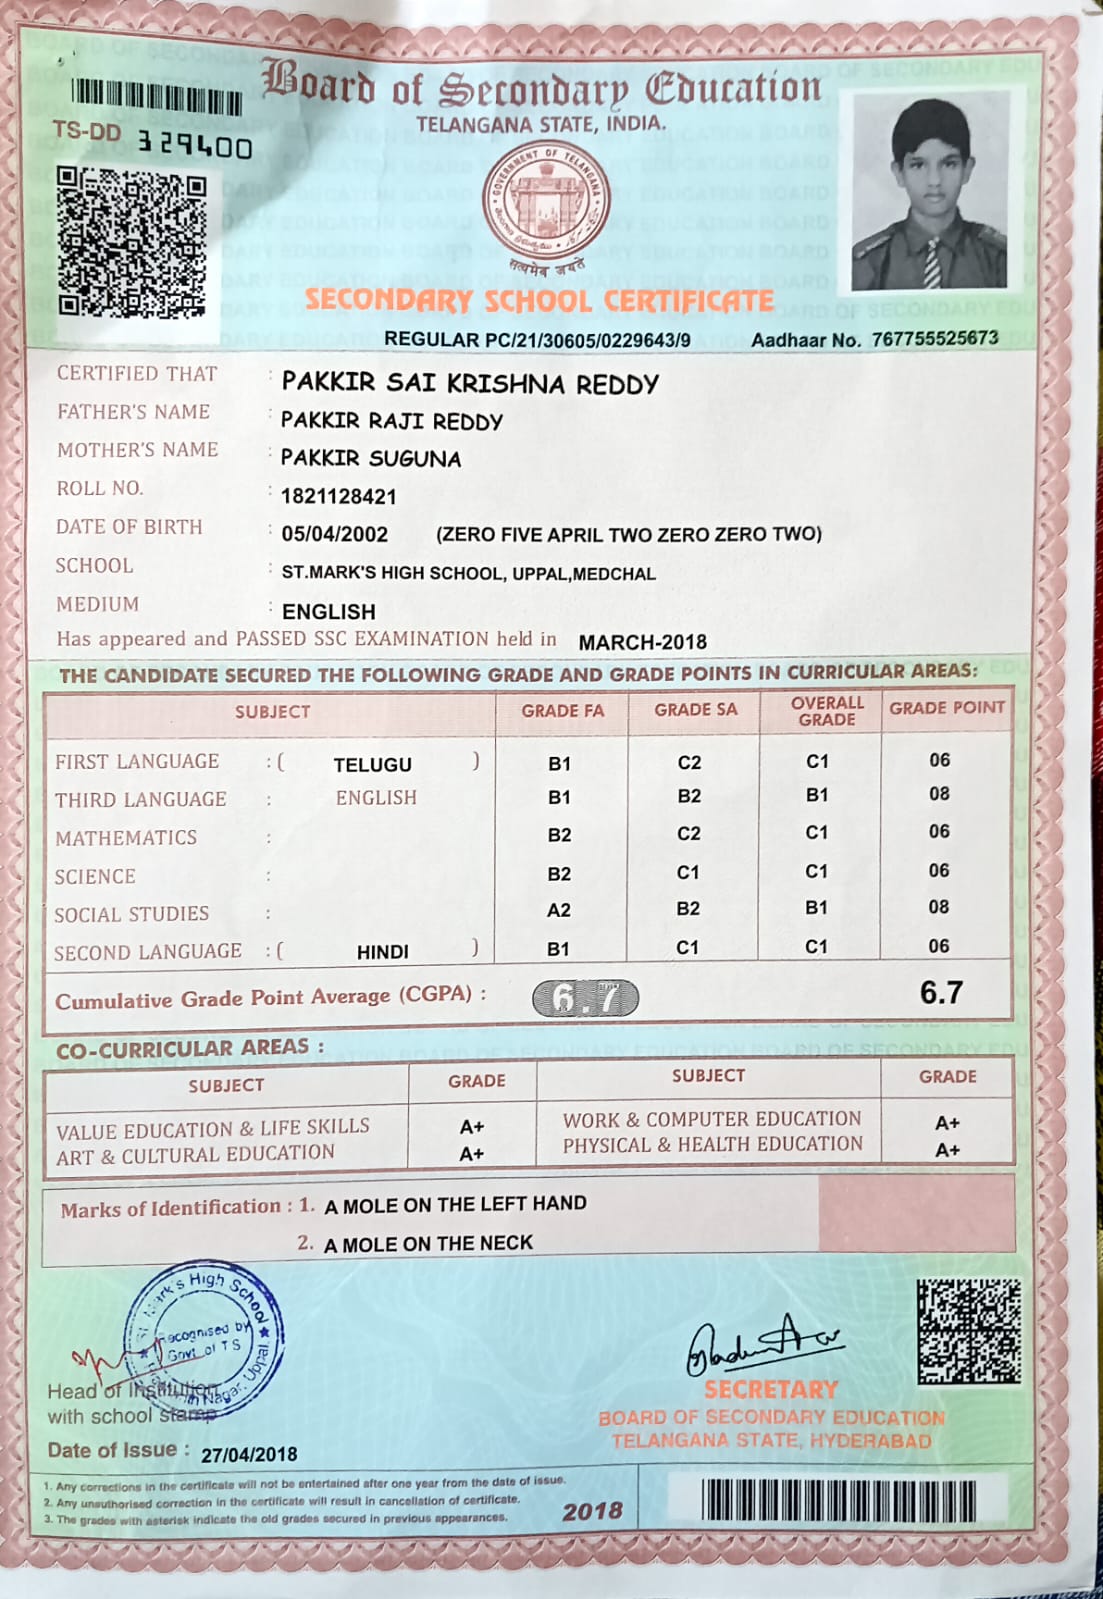 Board of Secondary Education
TELANGANA STATE, INDIA.
TS-DD 329400
GOVERNMENT OF TELANGANA
सत्यमेव जयते
SECONDARY SCHOOL CERTIFICATE
REGULAR PC/21/30605/0229643/9 Aadhaar No. 767755525673
CERTIFIED THAT : PAKKIR SAI KRISHNA REDDY
FATHER'S NAME : PAKKIR RAJI REDDY
MOTHER'S NAME : PAKKIR SUGUNA
ROLL NO. : 1821128421
DATE OF BIRTH : 05/04/2002 (ZERO FIVE APRIL TWO ZERO ZERO TWO)
SCHOOL : ST.MARK'S HIGH SCHOOL, UPPAL,MEDCHAL
MEDIUM : ENGLISH
Has appeared and PASSED SSC EXAMINATION held in MARCH-2018
THE CANDIDATE SECURED THE FOLLOWING GRADE AND GRADE POINTS IN CURRICULAR AREAS:
SUBJECT GRADE FA GRADE SA OVERALL GRADE GRADE POINT
FIRST LANGUAGE : ( TELUGU ) B1 C2 C1 06
THIRD LANGUAGE : ENGLISH B1 B2 B1 08
MATHEMATICS : B2 C2 C1 06
SCIENCE : B2 C1 C1 06
SOCIAL STUDIES : A2 B2 B1 08
SECOND LANGUAGE : ( HINDI ) B1 C1 C1 06
Cumulative Grade Point Average (CGPA) : 6.7 6.7
CO-CURRICULAR AREAS :
SUBJECT GRADE SUBJECT GRADE
VALUE EDUCATION & LIFE SKILLS A+ WORK & COMPUTER EDUCATION A+
ART & CULTURAL EDUCATION A+ PHYSICAL & HEALTH EDUCATION A+
Marks of Identification : 1. A MOLE ON THE LEFT HAND
2. A MOLE ON THE NECK
Mark's High School
Recognised by
Govt. of T S
Nagar, Uppal
Head of Institution
with school stamp
Date of Issue : 27/04/2018
SECRETARY
BOARD OF SECONDARY EDUCATION
TELANGANA STATE, HYDERABAD
1. Any corrections in the certificate will not be entertained after one year from the date of issue.
2. Any unauthorised correction in the certificate will result in cancellation of certificate.
3. The grades with asterisk indicate the old grades secured in previous appearances.
2018